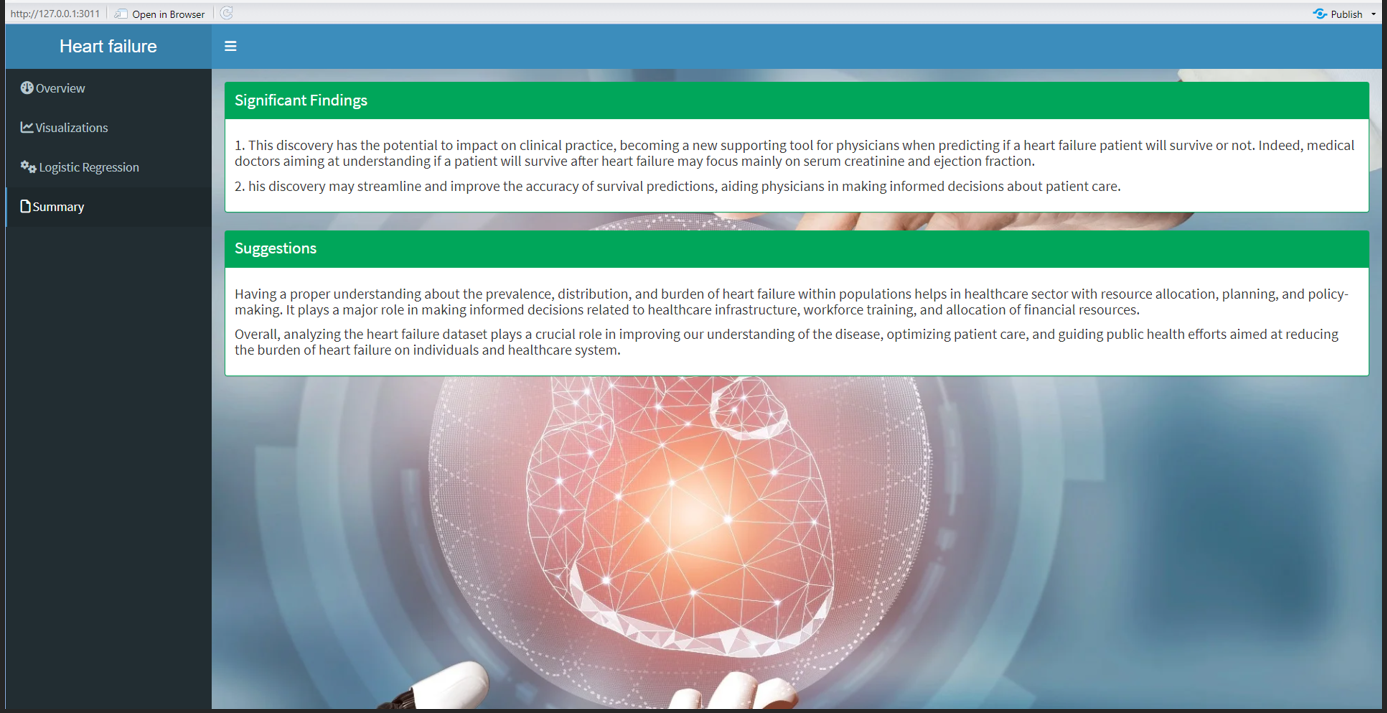 http://127.0.0.1:3011 Open in Browser Publish
Heart failure
Overview
Visualizations
Logistic Regression
Summary
Significant Findings
1. This discovery has the potential to impact on clinical practice, becoming a new supporting tool for physicians when predicting if a heart failure patient will survive or not. Indeed, medical
doctors aiming at understanding if a patient will survive after heart failure may focus mainly on serum creatinine and ejection fraction.
2. his discovery may streamline and improve the accuracy of survival predictions, aiding physicians in making informed decisions about patient care.
Suggestions
Having a proper understanding about the prevalence, distribution, and burden of heart failure within populations helps in healthcare sector with resource allocation, planning, and policy-
making. It plays a major role in making informed decisions related to healthcare infrastructure, workforce training, and allocation of financial resources.
Overall, analyzing the heart failure dataset plays a crucial role in improving our understanding of the disease, optimizing patient care, and guiding public health efforts aimed at reducing
the burden of heart failure on individuals and healthcare system.